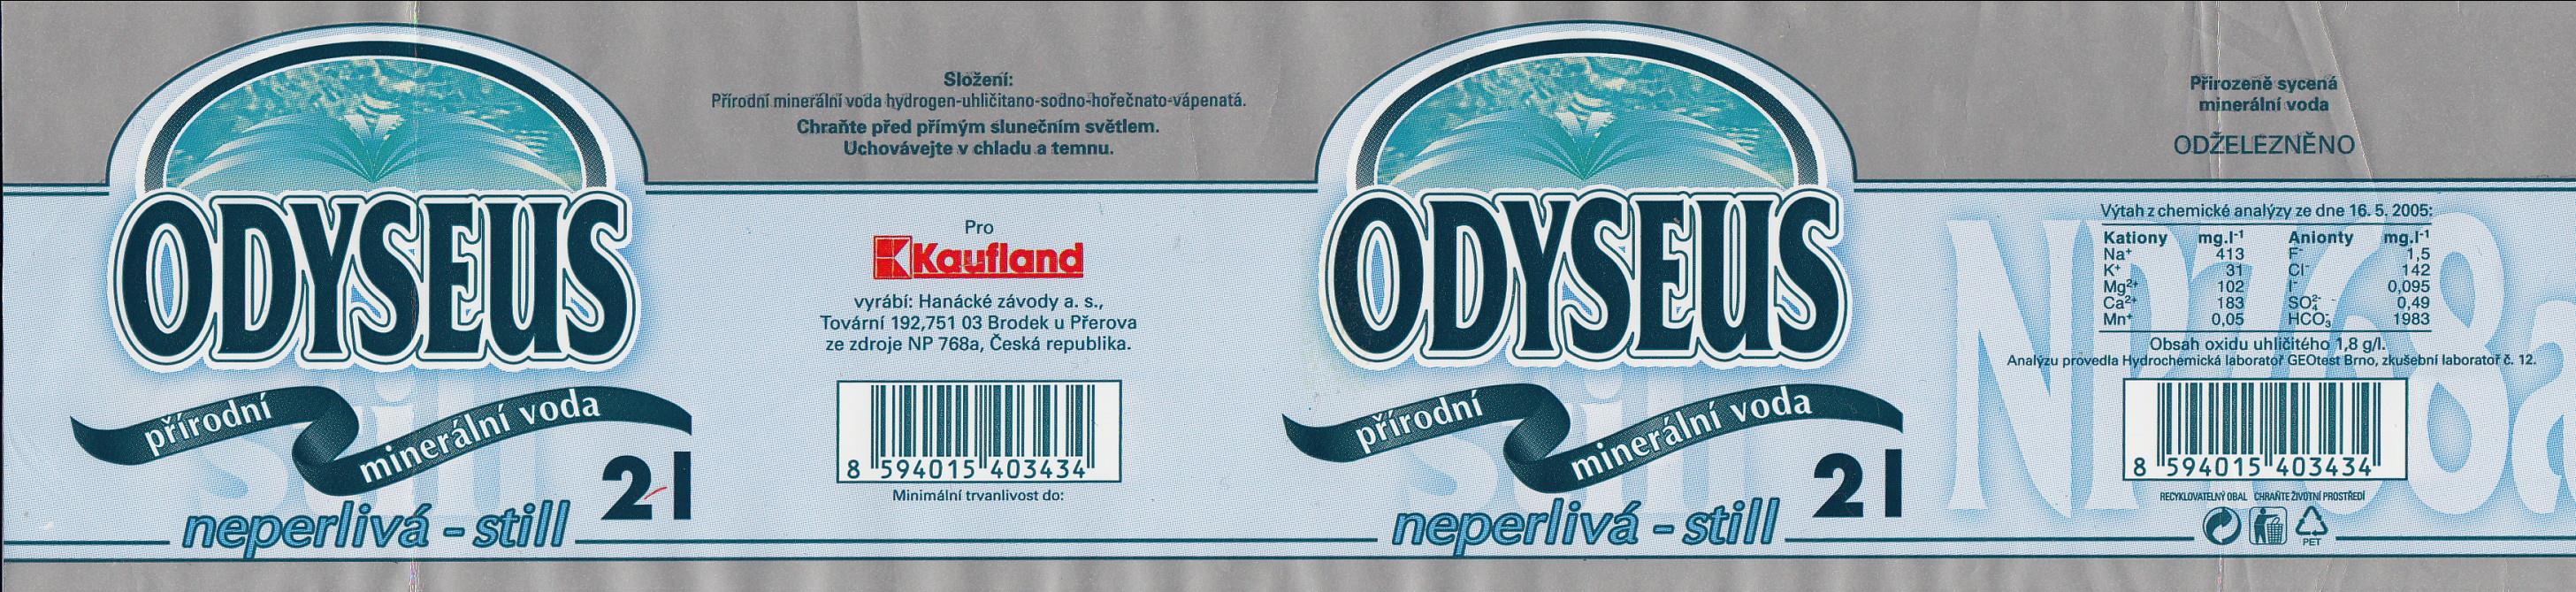 ODYSEUS
přírodní
minerální voda
2 l
neperlivá - still
Složení:
Přírodní minerální voda hydrogen-uhličitano-sodno-hořečnato-vápenatá.
Chraňte před přímým slunečním světlem.
Uchovávejte v chladu a temnu.
Pro
Kaufland
vyrábí: Hanácké závody a. s.,
Tovární 192,751 03 Brodek u Přerova
ze zdroje NP 768a, Česká republika.
8 594015 403434
Minimální trvanlivost do:
ODYSEUS
přírodní
minerální voda
2 l
neperlivá - still
Přirozeně sycená
minerální voda
ODŽELEZNĚNO
NP768a
Výtah z chemické analýzy ze dne 16. 5. 2005:
Kationy mg.l⁻¹ Anionty mg.l⁻¹
Na⁺ 413 F⁻ 1,5
K⁺ 31 Cl⁻ 142
Mg²⁺ 102 I⁻ 0,095
Ca²⁺ 183 SO₄²⁻ 0,49
Mn⁺ 0,05 HCO₃⁻ 1983
Obsah oxidu uhličitého 1,8 g/l.
Analýzu provedla Hydrochemická laboratoř GEOtest Brno, zkušební laboratoř č. 12.
8 594015 403434
RECYKLOVATELNÝ OBAL CHRAŇTE ŽIVOTNÍ PROSTŘEDÍ
PET